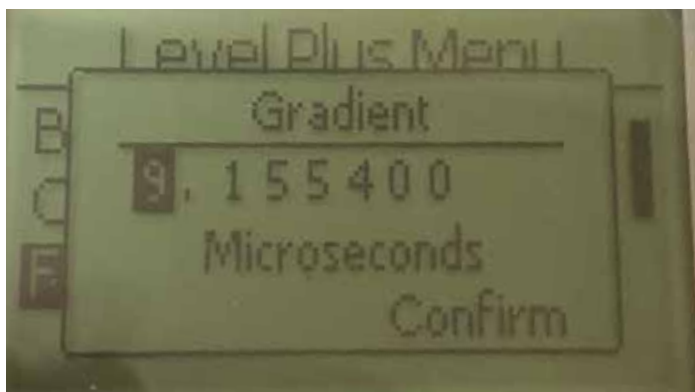 Level Plus Menu
Gradient
9.155400
Microseconds
Confirm